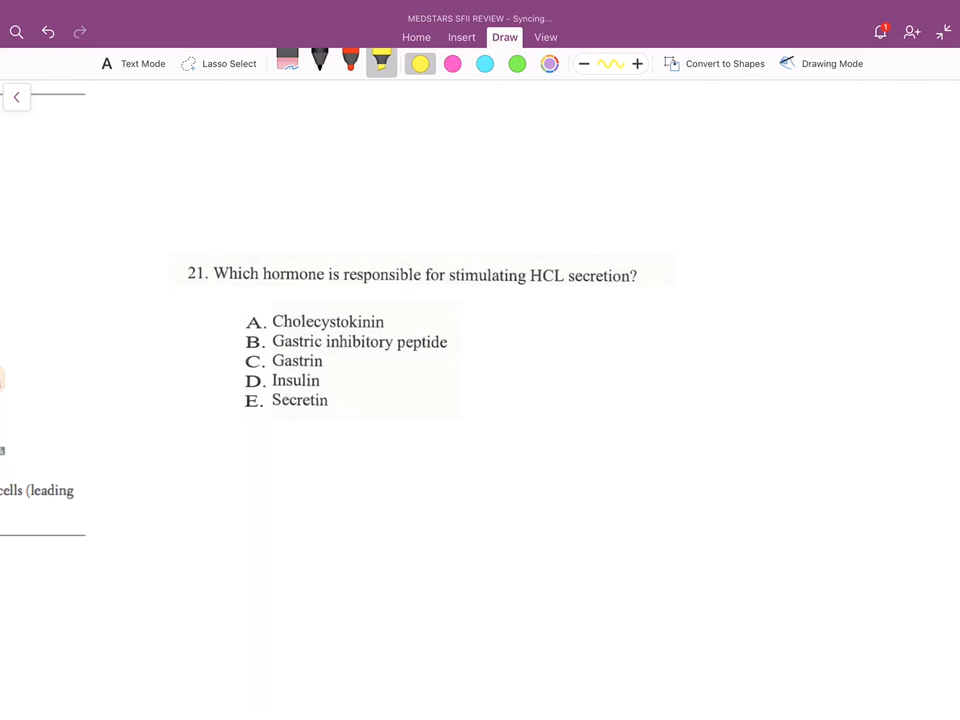 MEDSTARS SFII REVIEW - Syncing...
Home Insert Draw View
1
A Text Mode Lasso Select Convert to Shapes Drawing Mode
21. Which hormone is responsible for stimulating HCL secretion?
A. Cholecystokinin
B. Gastric inhibitory peptide
C. Gastrin
D. Insulin
E. Secretin
cells (leading